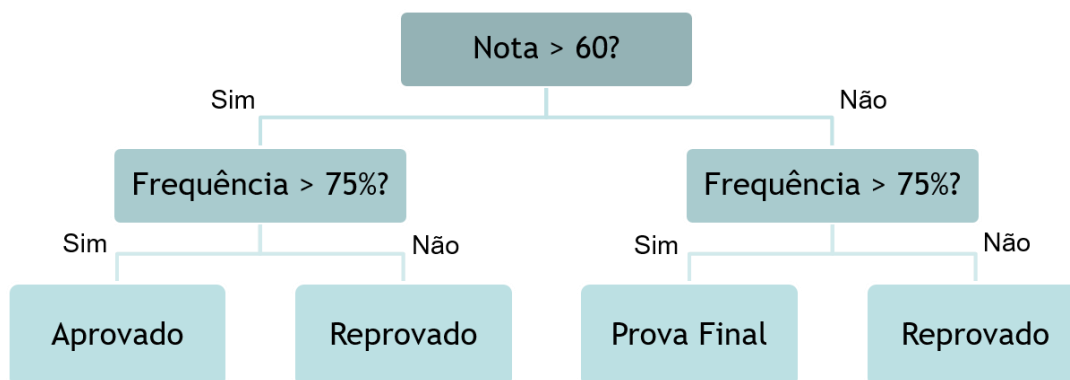 Nota > 60?
Sim
Não
Frequência > 75%?
Frequência > 75%?
Sim
Não
Sim
Não
Aprovado
Reprovado
Prova Final
Reprovado